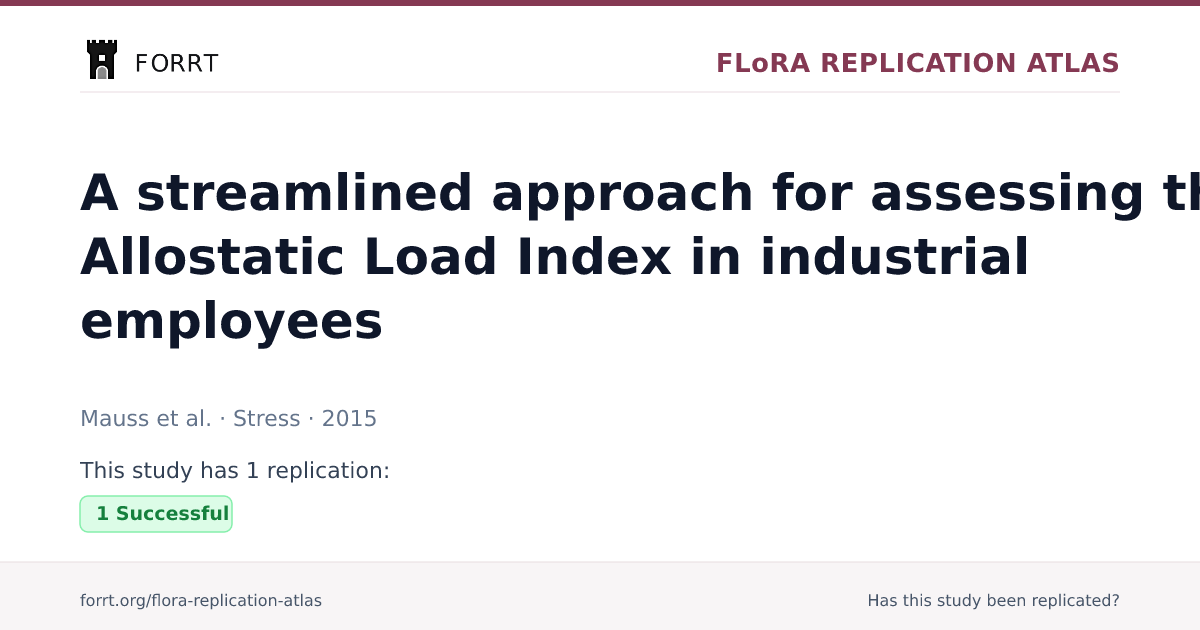 FORRT
FLoRA REPLICATION ATLAS
A streamlined approach for assessing th
Allostatic Load Index in industrial
employees
Mauss et al. · Stress · 2015
This study has 1 replication:
1 Successful
forrt.org/flora-replication-atlas
Has this study been replicated?